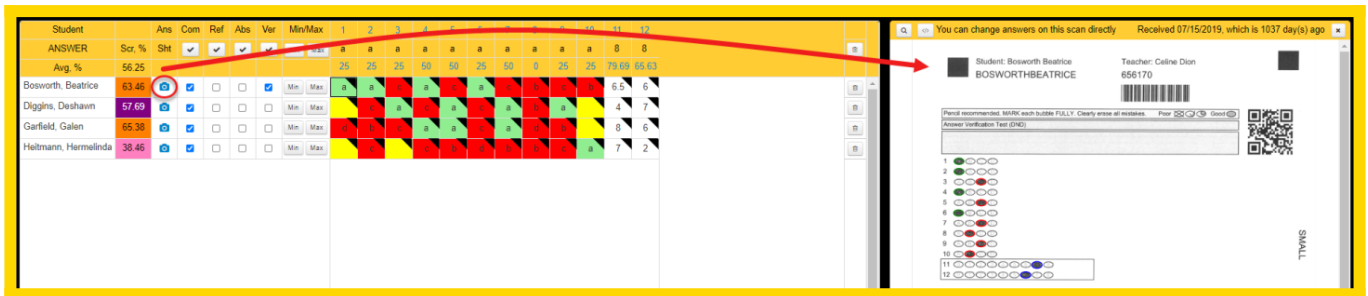 Student Ans Com Ref Abs Ver Min/Max 1 2 3 4 5 6 7 8 9 10 11 12
ANSWER Scr, % Sht a a a a a a a a a a 8 8
Avg, % 56.25 25 25 25 50 50 25 50 0 25 25 79.69 65.63
Bosworth, Beatrice 63.46 Min Max a a c a c a c b c b 6.5 6
Diggins, Deshawn 57.69 Min Max c a c a c a b a 4 7
Garfield, Galen 65.38 Min Max d b c a a c a d b 8 6
Heitmann, Hermelinda 38.46 Min Max c c b c b b c a 7 2
You can change answers on this scan directly Received 07/15/2019, which is 1037 day(s) ago
Student: Bosworth Beatrice Teacher: Celine Dion
BOSWORTHBEATRICE 656170
Pencil recommended. MARK each bubble FULLY. Clearly erase all mistakes. Poor Good
Answer Verification Test (DND)
1
2
3
4
5
6
7
8
9
10
11
12
SMALL